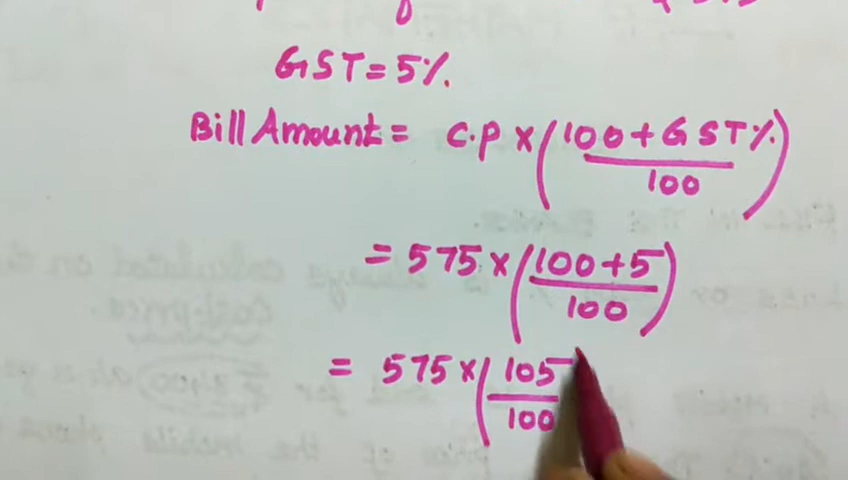 GST = 5%.
Bill Amount = C.P × (100 + GST% / 100)
= 575 × (100 + 5 / 100)
= 575 × (105 / 100